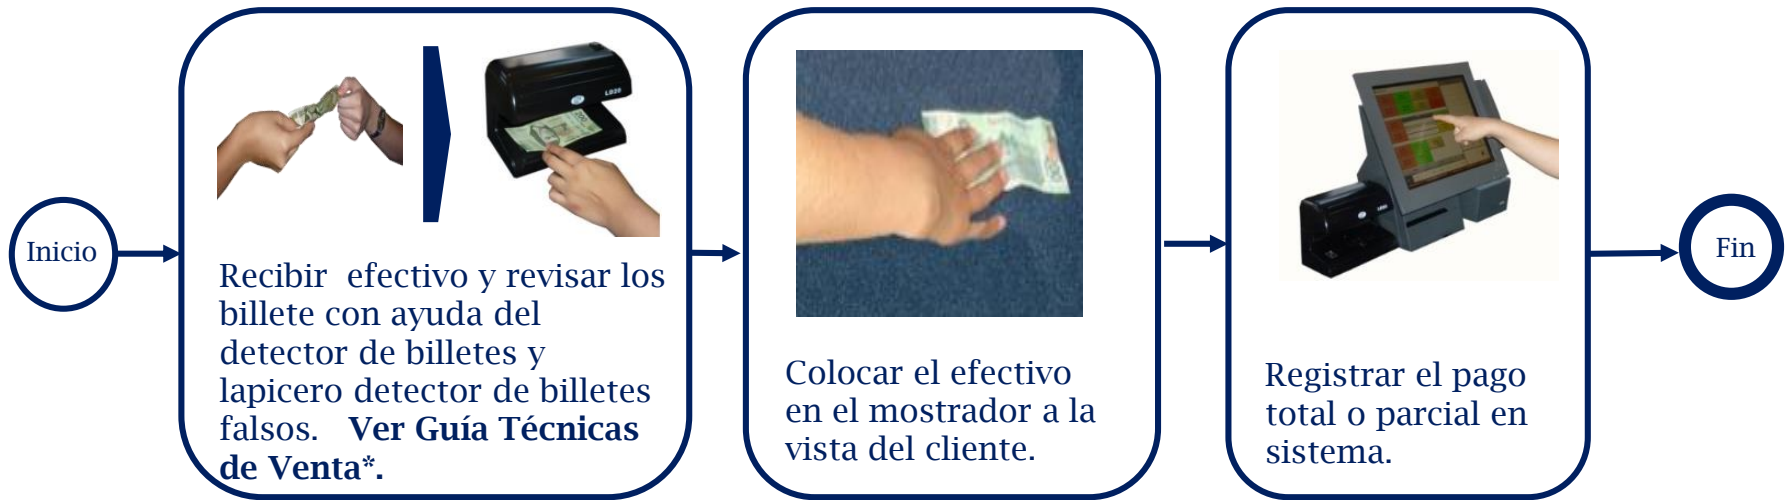 Inicio
LD20
200
Recibir efectivo y revisar los
billete con ayuda del
detector de billetes y
lapicero detector de billetes
falsos. Ver Guía Técnicas
de Venta*.
Colocar el efectivo
en el mostrador a la
vista del cliente.
Registrar el pago
total o parcial en
sistema.
Fin